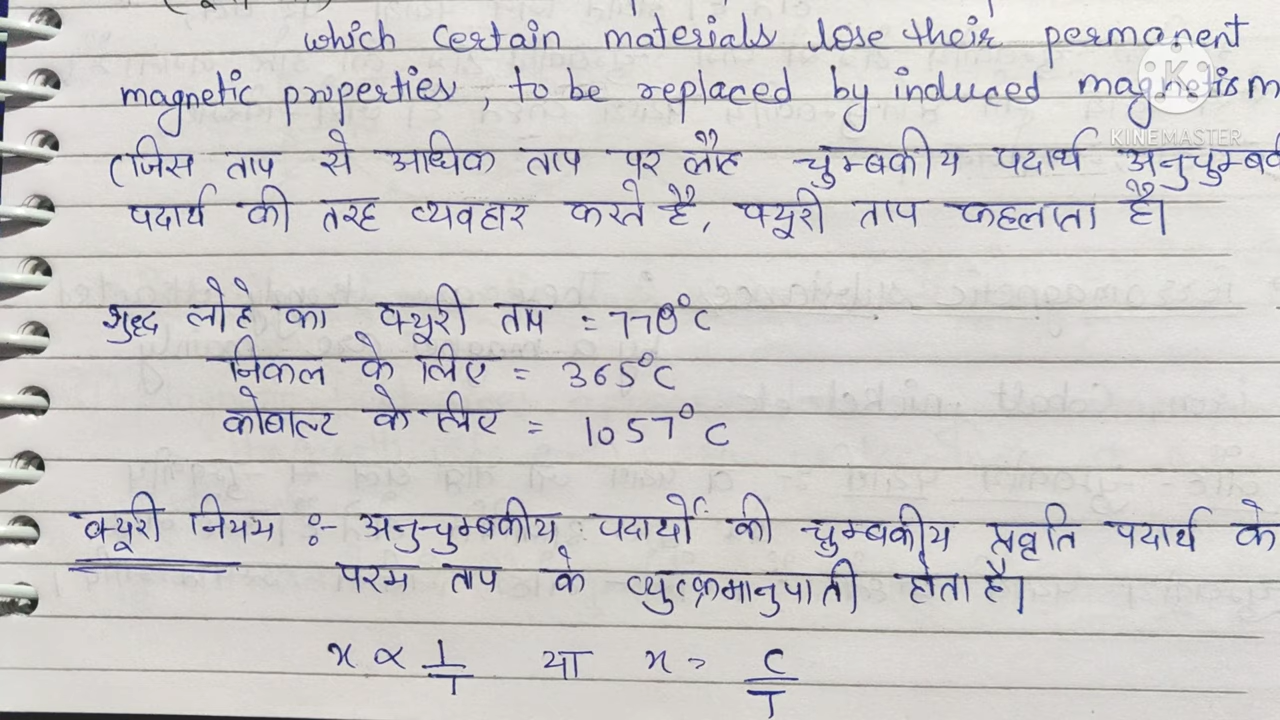 which certain materials lose their permanent
magnetic properties, to be replaced by induced magnetism
(जिस ताप से अधिक ताप पर लौह चुम्बकीय पदार्थ अनुचुम्बक
पदार्थ की तरह व्यवहार करते है, क्यूरी ताप कहलाता है।
शुद्ध लोहे का क्यूरी ताप = 770°C
निकल के लिए = 365°C
कोबाल्ट के लिए = 1057°C
क्यूरी नियम :- अनुचुम्बकीय पदार्थो की चुम्बकीय प्रवृति पदार्थ के
परम ताप के व्युत्क्रमानुपाती होता है।
x ∝ 1/T या x = C/T
K
KINEMASTER